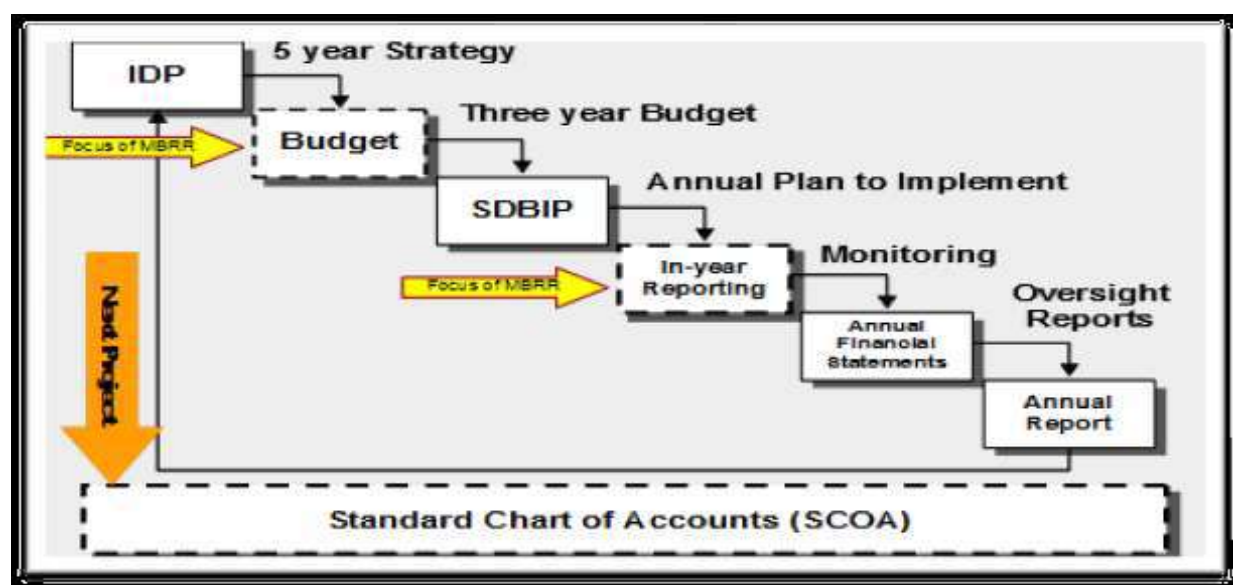 5 year Strategy
IDP
Three year Budget
Focus of MBRR
Budget
Annual Plan to Implement
SDBIP
Monitoring
Focus of MBRR
In-year
Reporting
Oversight
Reports
Annual
Financial
Statements
Next Project
Annual
Report
Standard Chart of Accounts (SCOA)